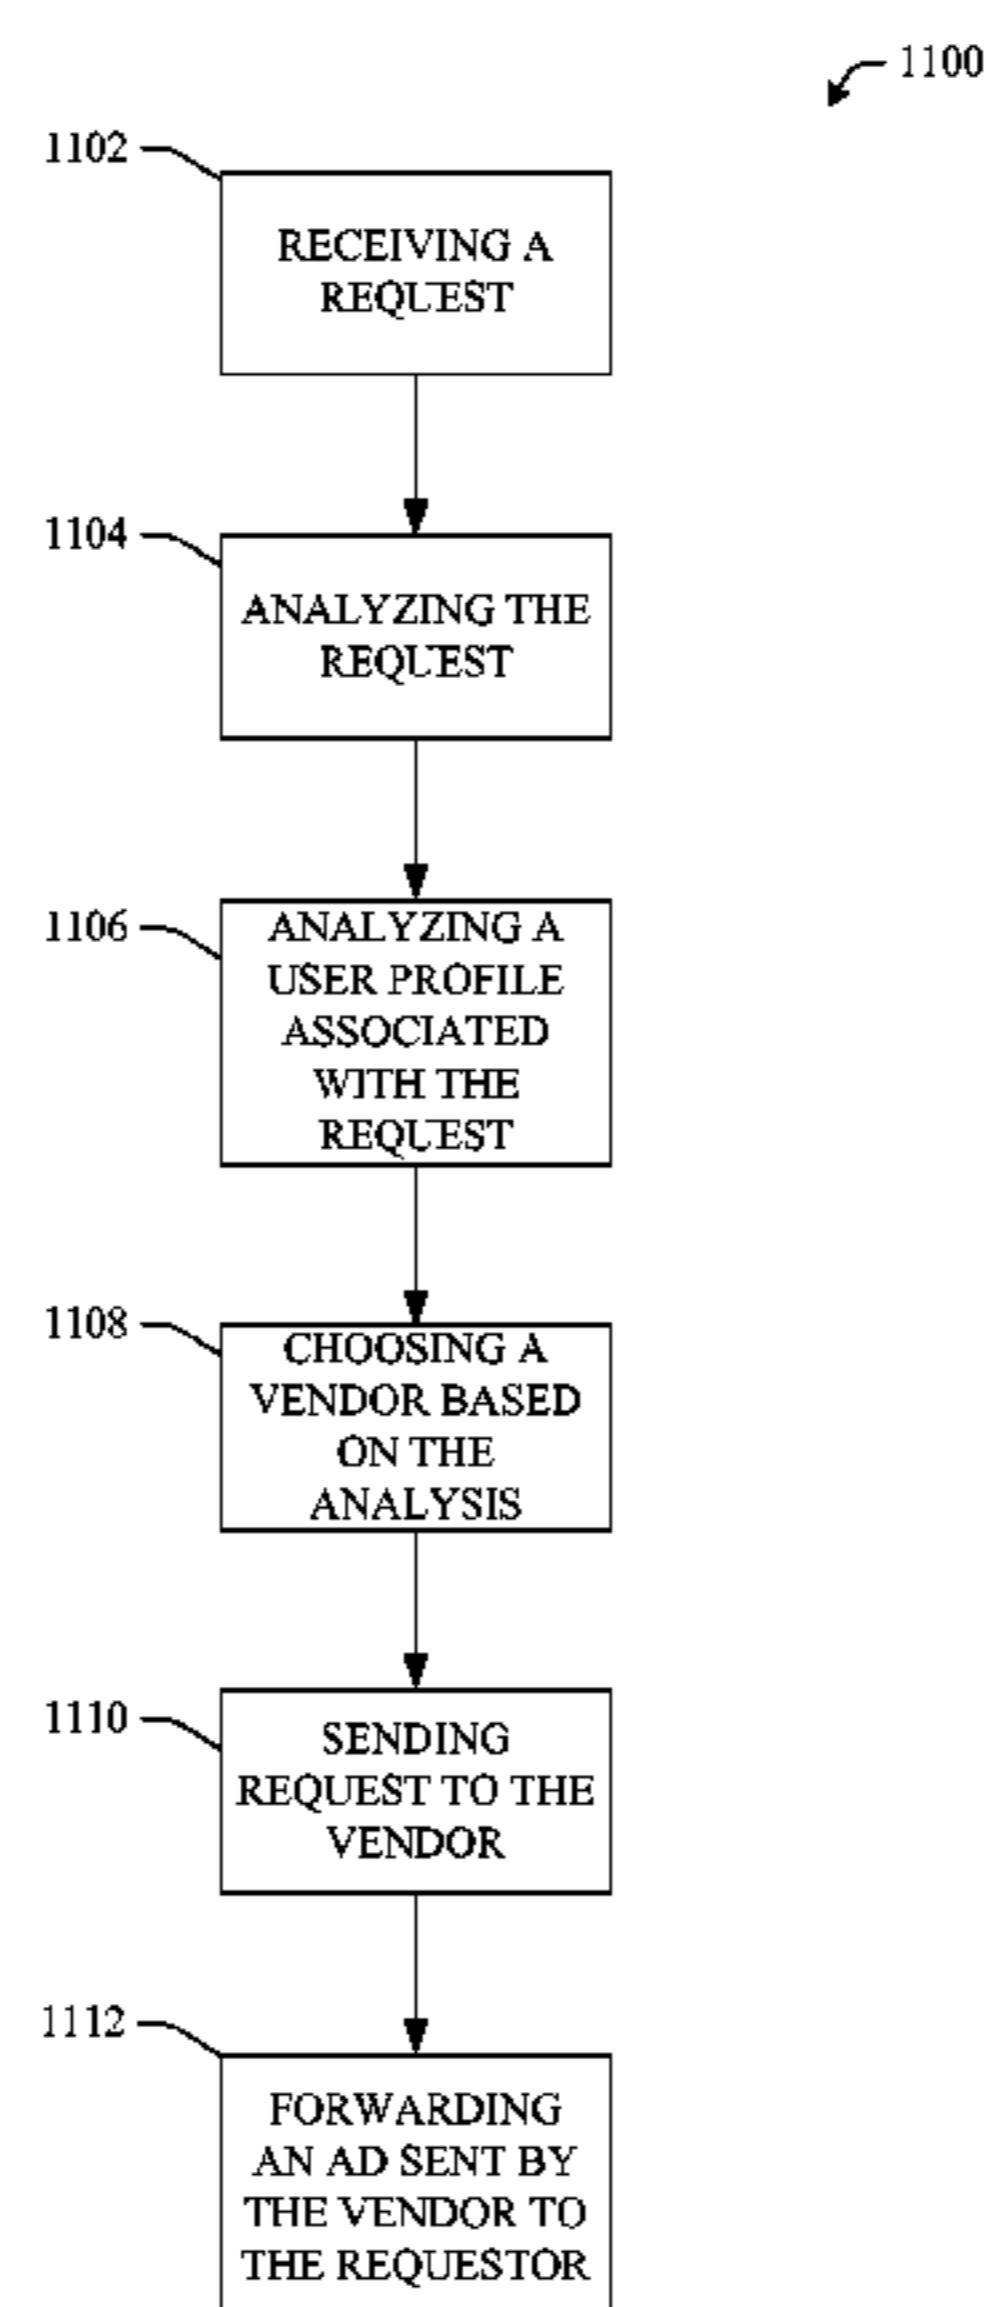 1100
1102
RECEIVING A
REQUEST
1104
ANALYZING THE
REQUEST
1106
ANALYZING A
USER PROFILE
ASSOCIATED
WITH THE
REQUEST
1108
CHOOSING A
VENDOR BASED
ON THE
ANALYSIS
1110
SENDING
REQUEST TO THE
VENDOR
1112
FORWARDING
AN AD SENT BY
THE VENDOR TO
THE REQUESTOR